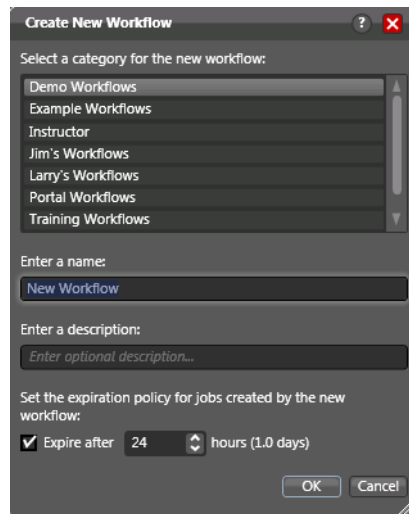 Create New Workflow ?
Select a category for the new workflow:
Demo Workflows
Example Workflows
Instructor
Jim's Workflows
Larry's Workflows
Portal Workflows
Training Workflows
Enter a name:
New Workflow
Enter a description:
Enter optional description...
Set the expiration policy for jobs created by the new
workflow:
Expire after 24 hours (1.0 days)
OK Cancel